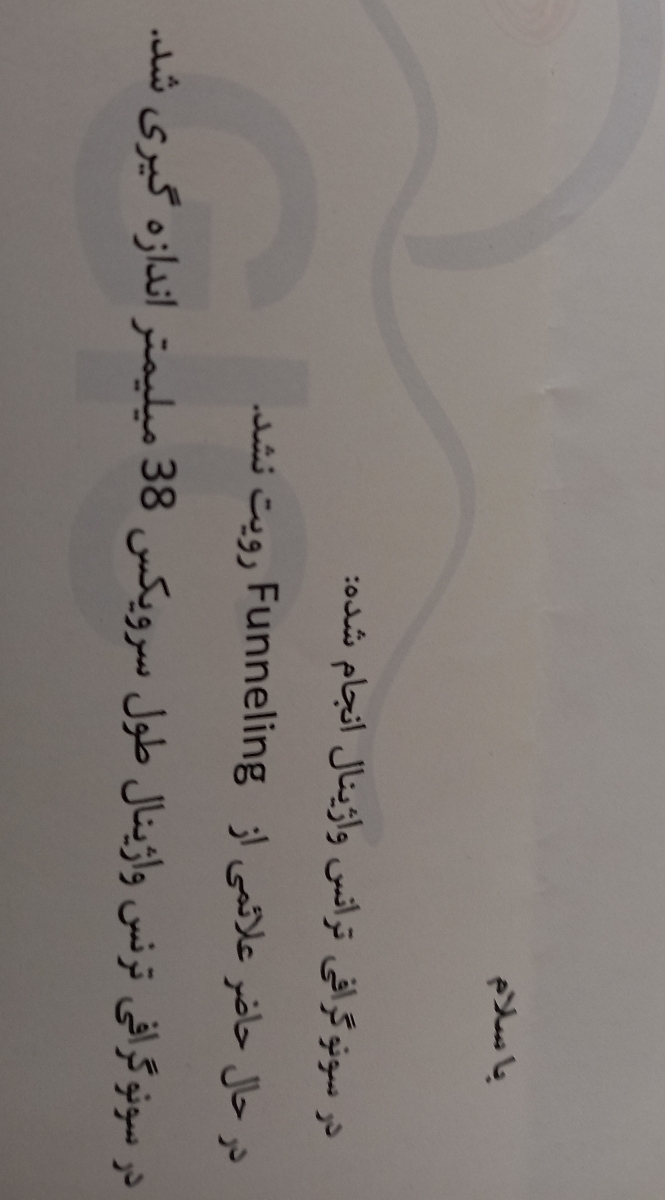 با سلام
در سونوگرافی ترانس واژینال انجام شده:
در حال حاضر علائمی از Funneling رویت نشد.
در سونوگرافی ترنس واژینال طول سرویکس 38 میلیمتر اندازه گیری شد.
GIC